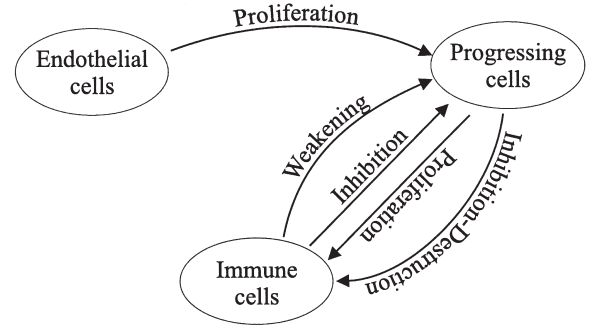 Proliferation
Endothelial
cells
Progressing
cells
Weakening
Inhibition
Proliferation
Inhibition-Destruction
Immune
cells